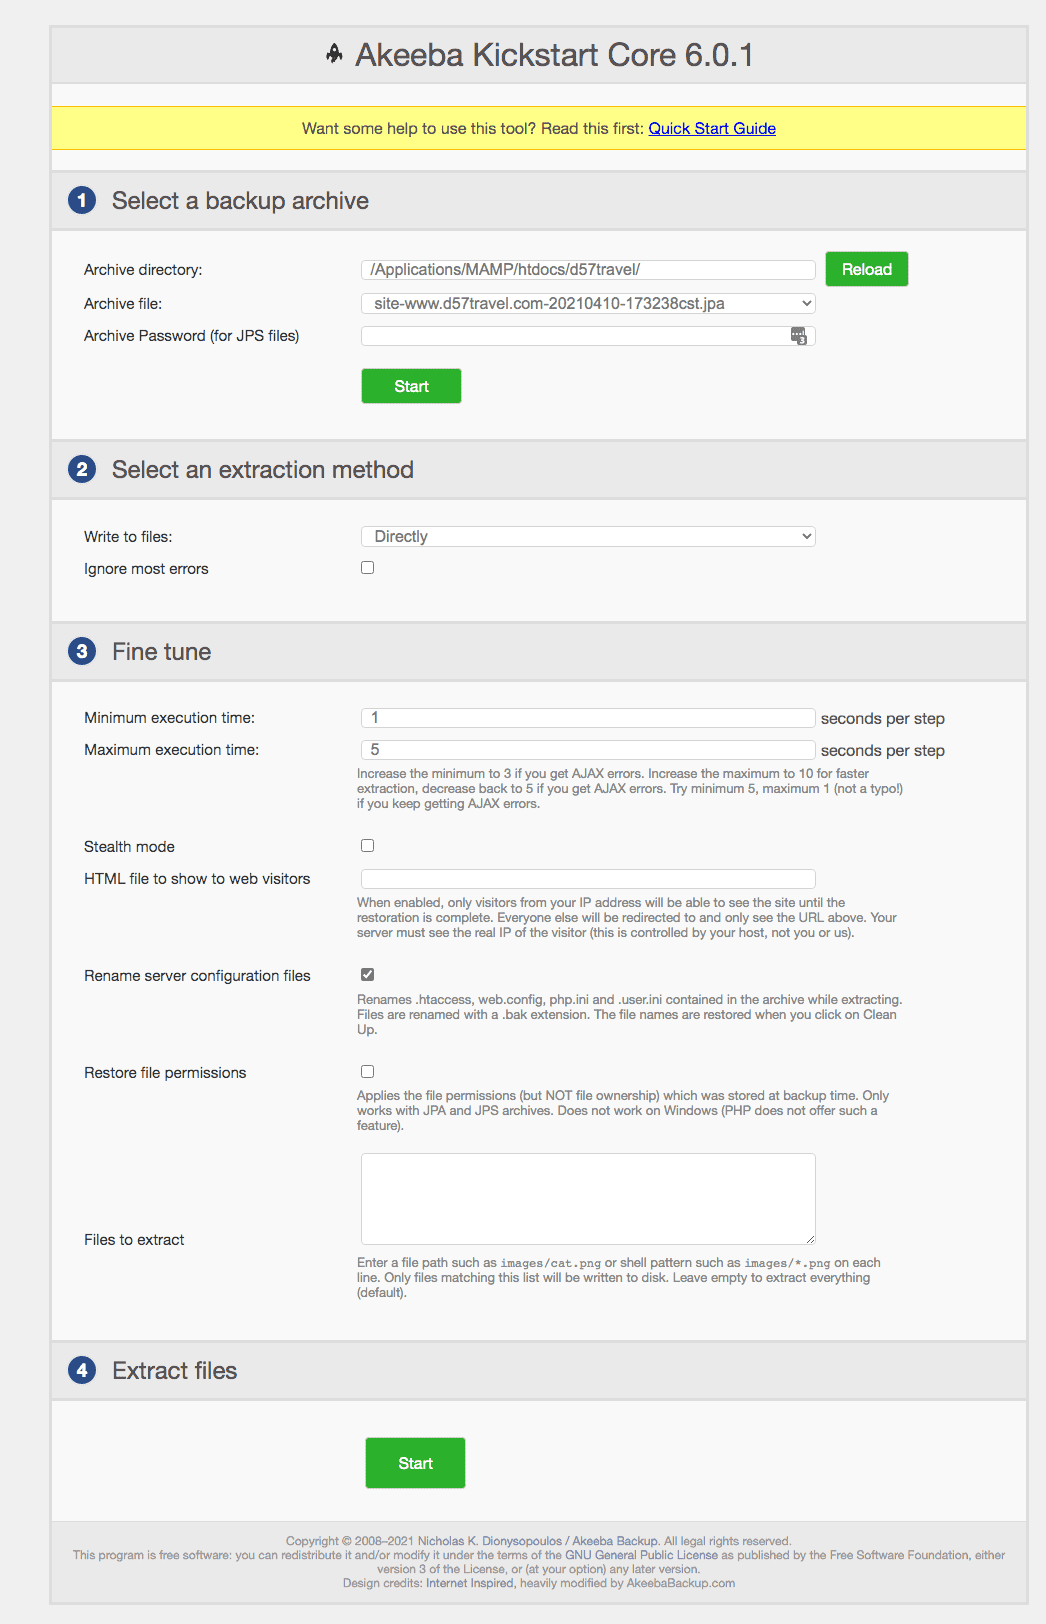 Akeeba Kickstart Core 6.0.1
Want some help to use this tool? Read this first: Quick Start Guide
1 Select a backup archive
Archive directory: /Applications/MAMP/htdocs/d57travel/ Reload
Archive file: site-www.d57travel.com-20210410-173238cst.jpa
Archive Password (for JPS files) 3
Start
2 Select an extraction method
Write to files: Directly
Ignore most errors
3 Fine tune
Minimum execution time: 1 seconds per step
Maximum execution time: 5 seconds per step
Increase the minimum to 3 if you get AJAX errors. Increase the maximum to 10 for faster
extraction, decrease back to 5 if you get AJAX errors. Try minimum 5, maximum 1 (not a typo!)
if you keep getting AJAX errors.
Stealth mode
HTML file to show to web visitors
When enabled, only visitors from your IP address will be able to see the site until the
restoration is complete. Everyone else will be redirected to and only see the URL above. Your
server must see the real IP of the visitor (this is controlled by your host, not you or us).
Rename server configuration files
Renames .htaccess, web.config, php.ini and .user.ini contained in the archive while extracting.
Files are renamed with a .bak extension. The file names are restored when you click on Clean
Up.
Restore file permissions
Applies the file permissions (but NOT file ownership) which was stored at backup time. Only
works with JPA and JPS archives. Does not work on Windows (PHP does not offer such a
feature).
Files to extract
Enter a file path such as images/cat.png or shell pattern such as images/*.png on each
line. Only files matching this list will be written to disk. Leave empty to extract everything
(default).
4 Extract files
Start
Copyright © 2008–2021 Nicholas K. Dionysopoulos / Akeeba Backup. All legal rights reserved.
This program is free software: you can redistribute it and/or modify it under the terms of the GNU General Public License as published by the Free Software Foundation, either
version 3 of the License, or (at your option) any later version.
Design credits: Internet Inspired, heavily modified by AkeebaBackup.com